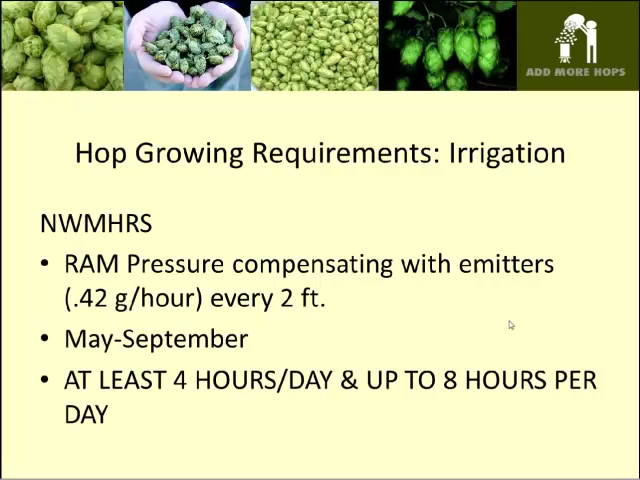 ADD MORE HOPS
Hop Growing Requirements: Irrigation
NWMHRS
• RAM Pressure compensating with emitters
(.42 g/hour) every 2 ft.
• May-September
• AT LEAST 4 HOURS/DAY & UP TO 8 HOURS PER
DAY